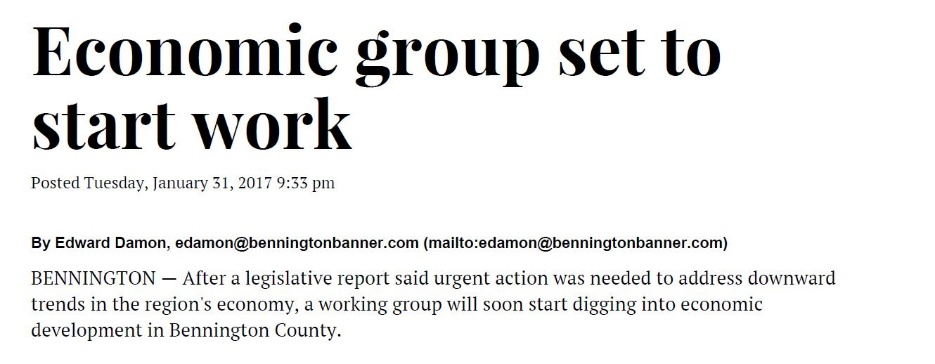 Economic group set to
start work
Posted Tuesday, January 31, 2017 9:33 pm
By Edward Damon, edamon@benningtonbanner.com (mailto:edamon@benningtonbanner.com)
BENNINGTON — After a legislative report said urgent action was needed to address downward
trends in the region's economy, a working group will soon start digging into economic
development in Bennington County.